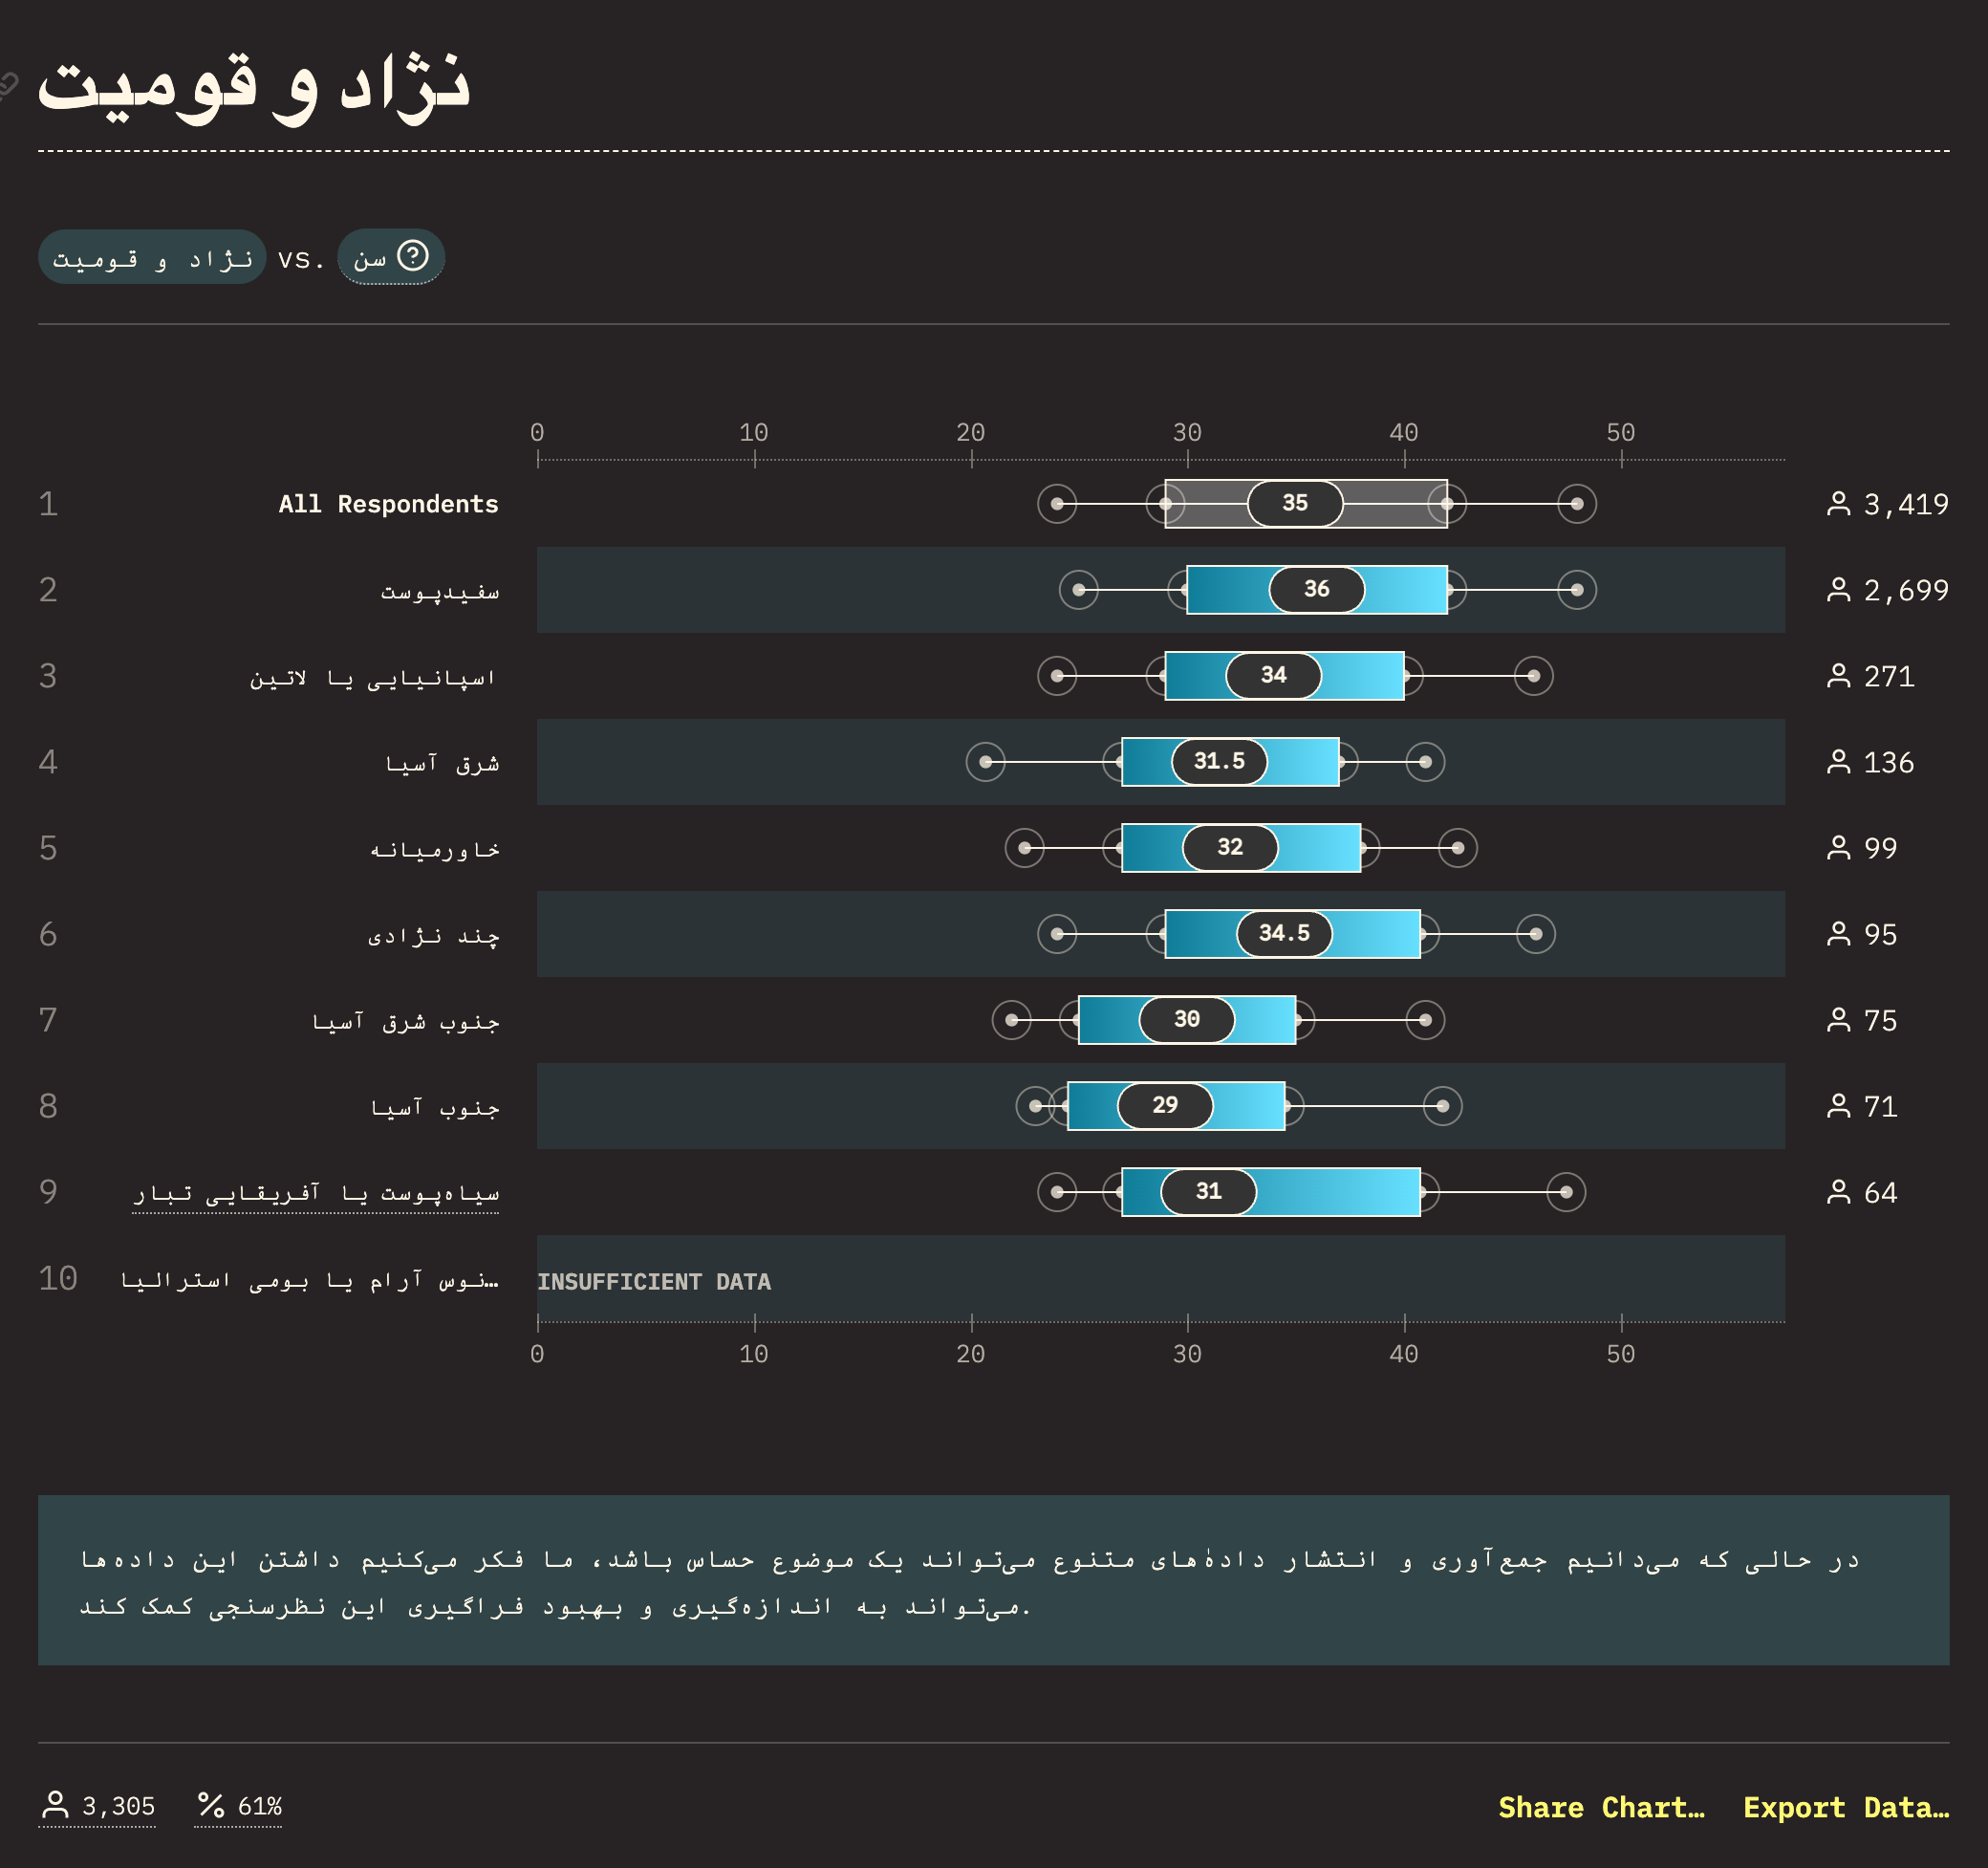 نژاد و قومیت
نژاد و قومیت vs. سن
0 10 20 30 40 50
1 All Respondents 35 3,419
2 سفیدپوست 36 2,699
3 اسپانیایی یا لاتین 34 271
4 شرق آسیا 31.5 136
5 خاورمیانه 32 99
6 چند نژادی 34.5 95
7 جنوب شرق آسیا 30 75
8 جنوب آسیا 29 71
9 سیاه‌پوست یا آفریقایی تبار 31 64
10 …نوس آرام یا بومی استرالیا INSUFFICIENT DATA
0 10 20 30 40 50
در حالی که می‌دانیم جمع‌آوری و انتشار دادهٔ‌های متنوع می‌تواند یک موضوع حساس باشد، ما فکر می‌کنیم داشتن این داده‌ها
می‌تواند به اندازه‌گیری و بهبود فراگیری این نظرسنجی کمک کند.
3,305 61% Share Chart… Export Data…